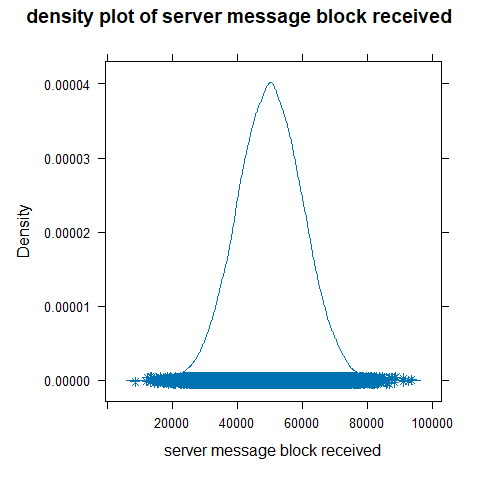 density plot of server message block received
0.00004
0.00003
0.00002
0.00001
0.00000
Density
20000 40000 60000 80000 100000
server message block received